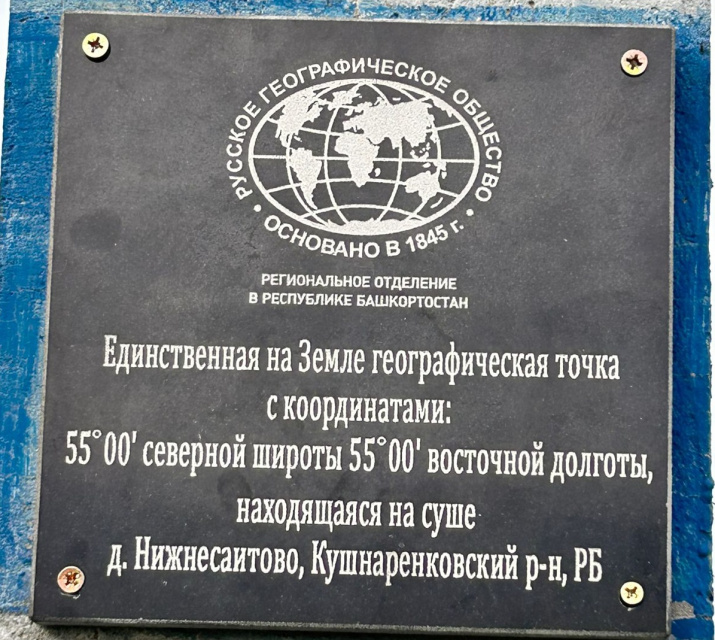 РУССКОЕ ГЕОГРАФИЧЕСКОЕ ОБЩЕСТВО
• ОСНОВАНО В 1845 г. •
РЕГИОНАЛЬНОЕ ОТДЕЛЕНИЕ
В РЕСПУБЛИКЕ БАШКОРТОСТАН
Единственная на Земле географическая точка
с координатами:
55°00' северной широты 55°00' восточной долготы,
находящаяся на суше
д. Нижнесаитово, Кушнаренковский р-н, РБ